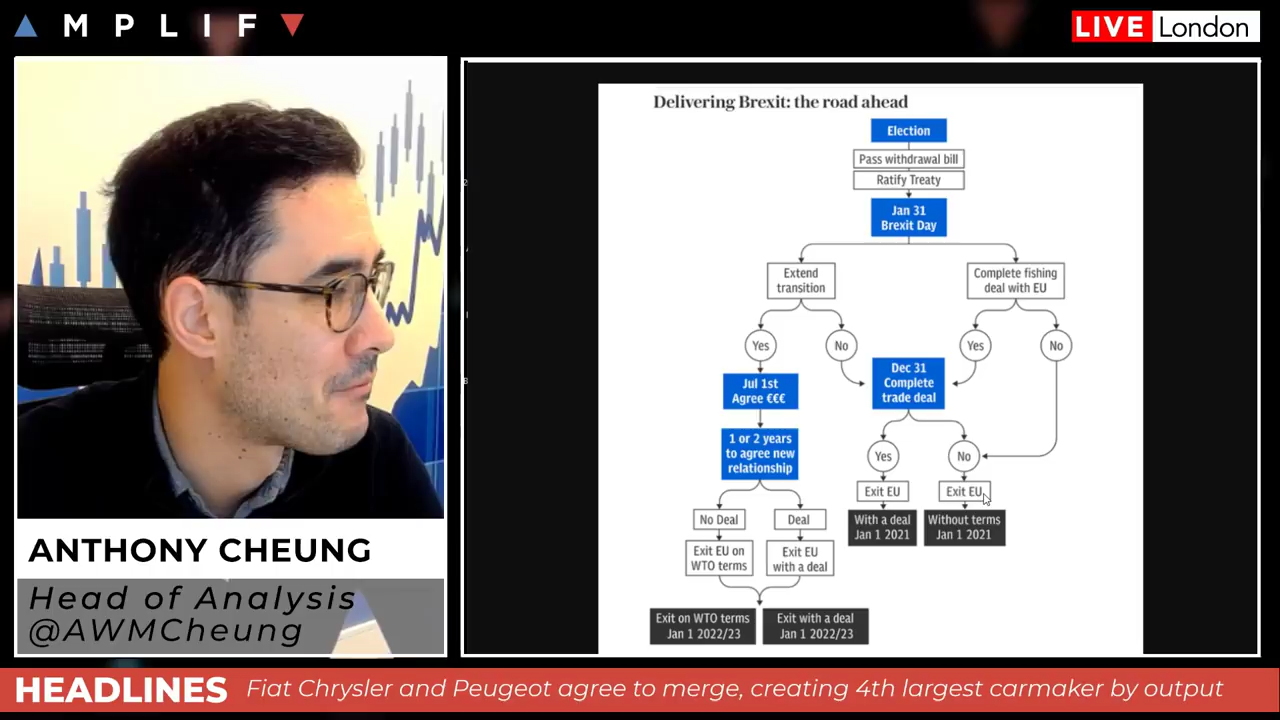 AMPLIFY
LIVE London
Delivering Brexit: the road ahead
Election
Pass withdrawal bill
Ratify Treaty
Jan 31
Brexit Day
Extend
transition
Complete fishing
deal with EU
Yes
No
Yes
No
Jul 1st
Agree €€€
Dec 31
Complete
trade deal
1 or 2 years
to agree new
relationship
Yes
No
Exit EU
Exit EU
No Deal
Deal
With a deal
Jan 1 2021
Without terms
Jan 1 2021
Exit EU on
WTO terms
Exit EU
with a deal
Exit on WTO terms
Jan 1 2022/23
Exit with a deal
Jan 1 2022/23
ANTHONY CHEUNG
Head of Analysis
@AWMCheung
HEADLINES Fiat Chrysler and Peugeot agree to merge, creating 4th largest carmaker by output